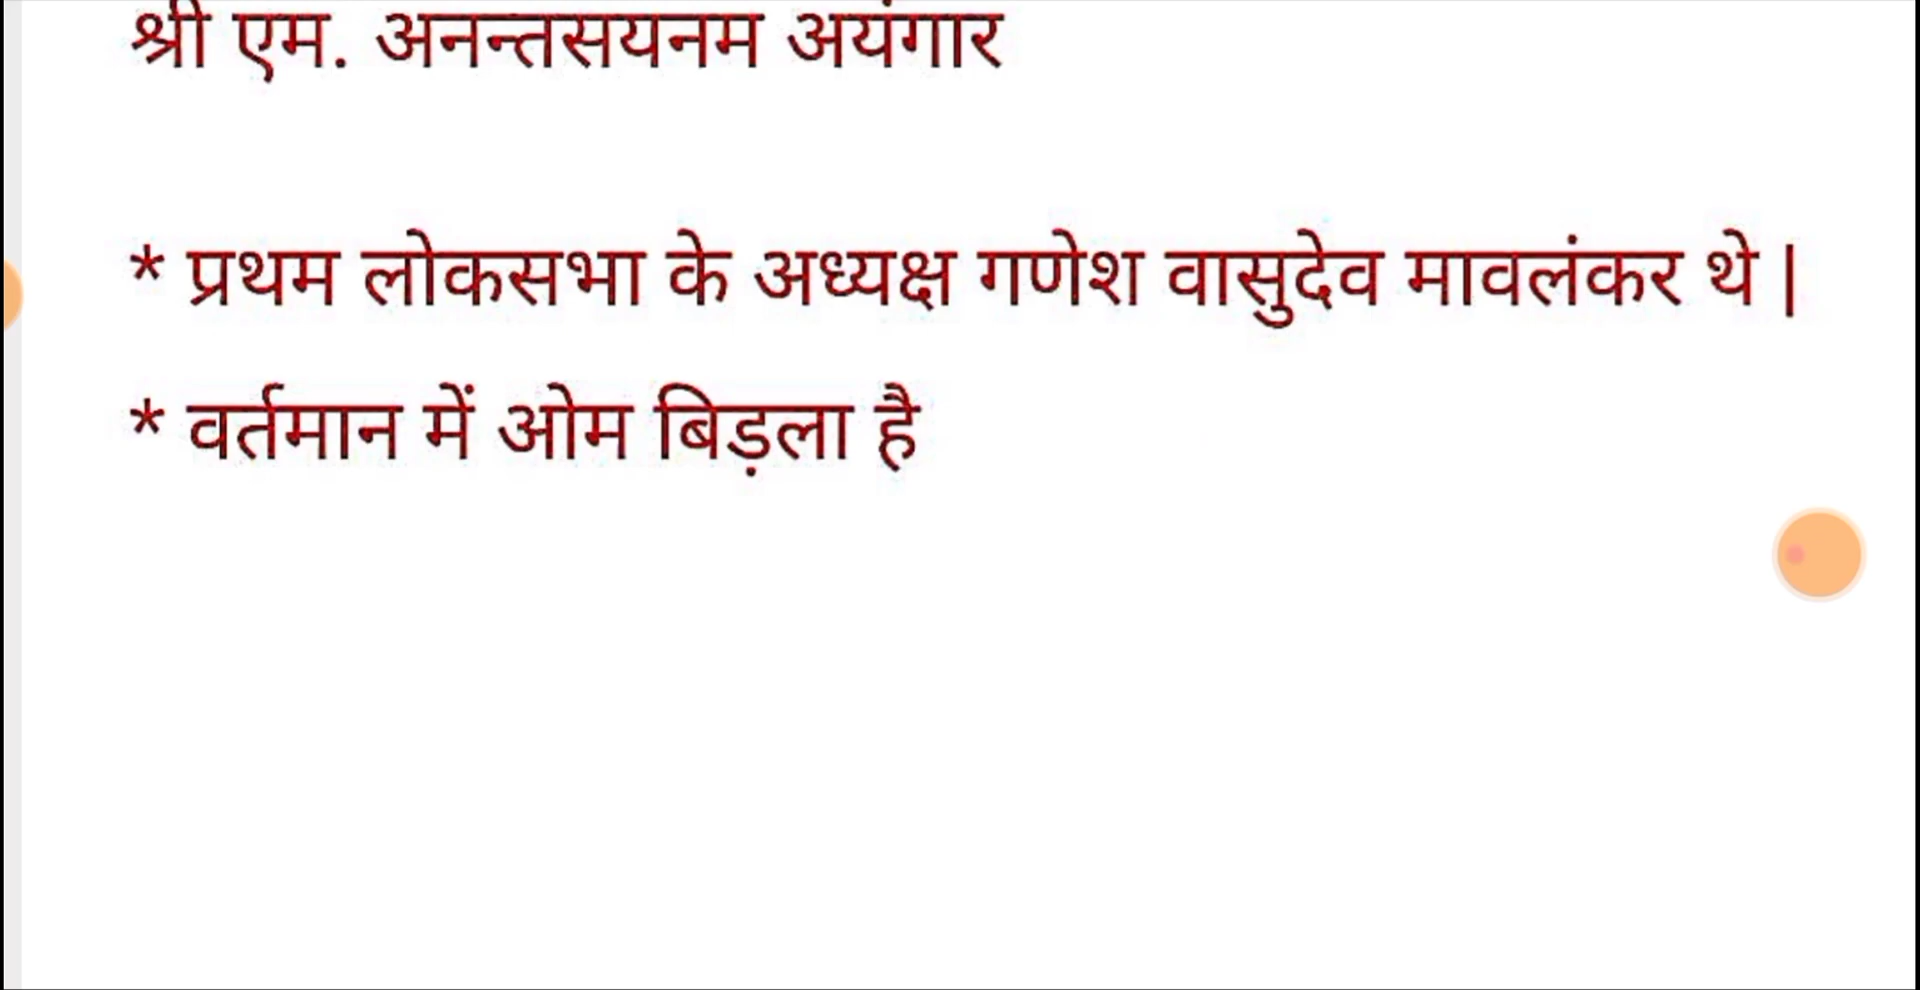 श्री एम. अनन्तसयनम अयंगार
* प्रथम लोकसभा के अध्यक्ष गणेश वासुदेव मावलंकर थे |
* वर्तमान में ओम बिड़ला है